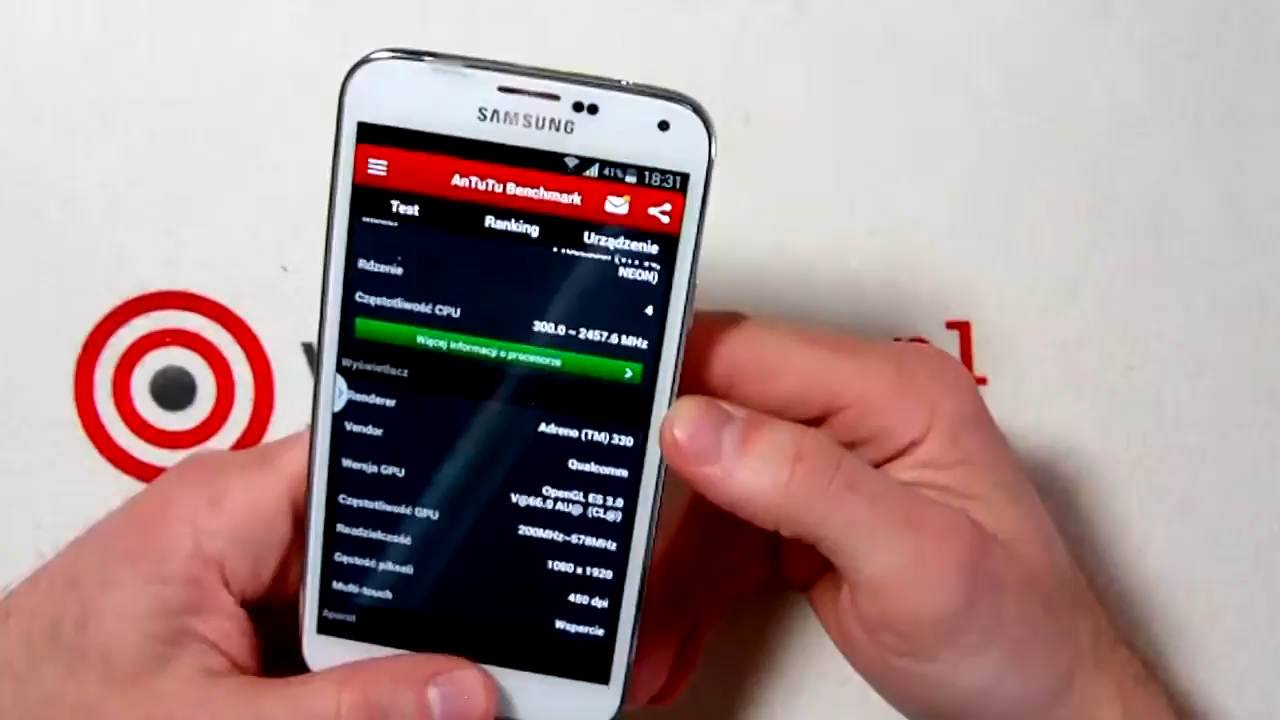 SAMSUNG
41% 18:31
AnTuTu Benchmark
Test Ranking Urządzenie
NEON)
Rdzenie 4
Częstotliwość CPU 300.0 ~ 2457.6 MHz
Więcej informacji o procesorze
Wyświetlacz
Renderer Adreno (TM) 330
Vendor Qualcomm
Wersja GPU OpenGL ES 3.0
V@66.0 AU@ (CL@)
Częstotliwość GPU 200MHz~578MHz
Rozdzielczość 1080 x 1920
Gęstość pikseli 480 dpi
Multi-touch Wsparcie
Aparat